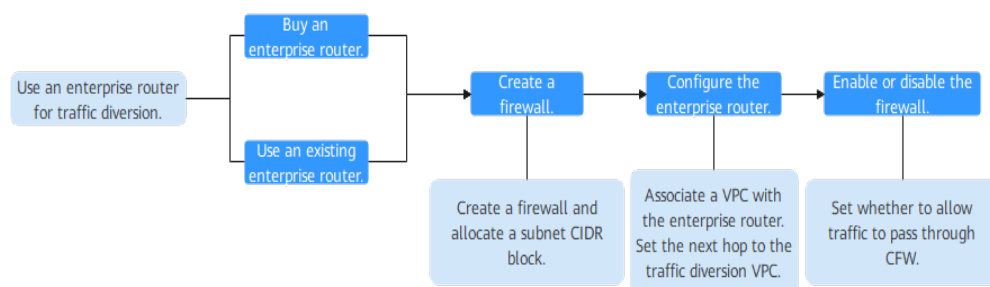 Use an enterprise router
for traffic diversion.
Buy an
enterprise router.
Use an existing
enterprise router.
Create a
firewall.
Configure the
enterprise router.
Enable or disable the
firewall.
Create a firewall and
allocate a subnet CIDR
block.
Associate a VPC with
the enterprise router.
Set the next hop to the
traffic diversion VPC.
Set whether to allow
traffic to pass through
CFW.